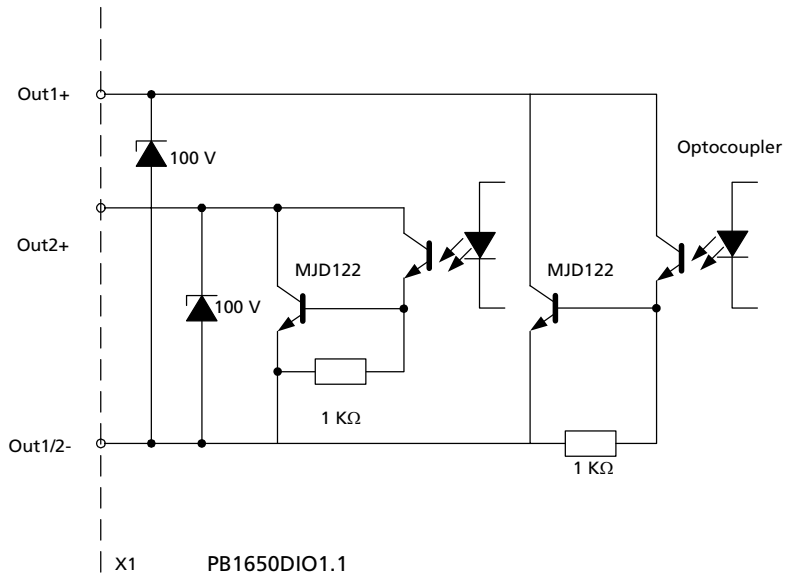 Out1+
Optocoupler
100 V
Out2+
MJD122
MJD122
100 V
1 KΩ
Out1/2-
1 KΩ
X1
PB1650DIO1.1